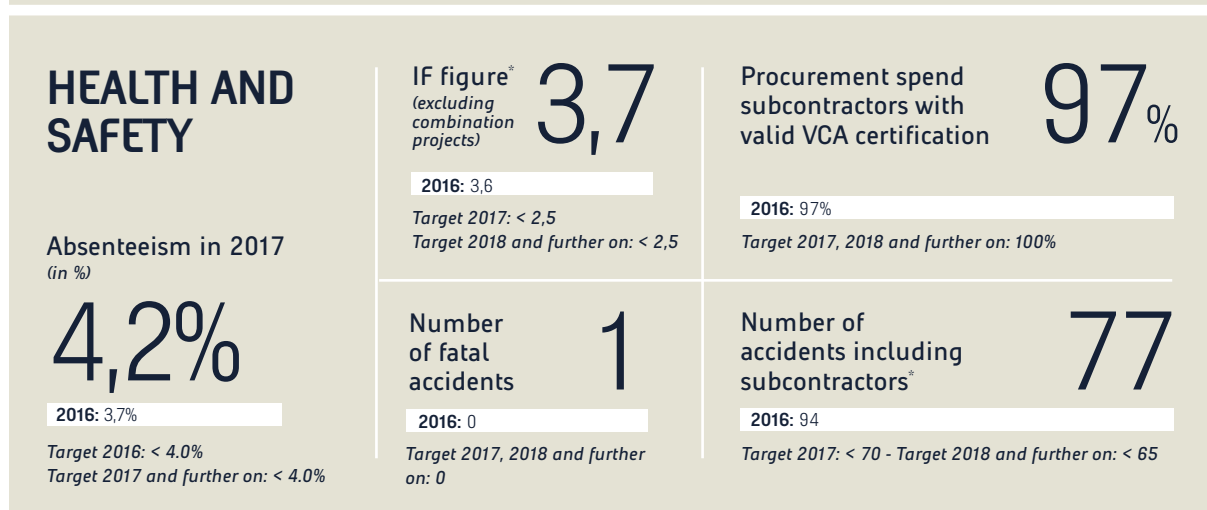 HEALTH AND
SAFETY
Absenteeism in 2017
(in %)
4,2%
2016: 3,7%
Target 2016: < 4.0%
Target 2017 and further on: < 4.0%
IF figure*
(excluding
combination
projects)
3,7
2016: 3,6
Target 2017: < 2,5
Target 2018 and further on: < 2,5
Procurement spend
subcontractors with
valid VCA certification
97%
2016: 97%
Target 2017, 2018 and further on: 100%
Number
of fatal
accidents
1
2016: 0
Target 2017, 2018 and further
on: 0
Number of
accidents including
subcontractors*
77
2016: 94
Target 2017: < 70 - Target 2018 and further on: < 65